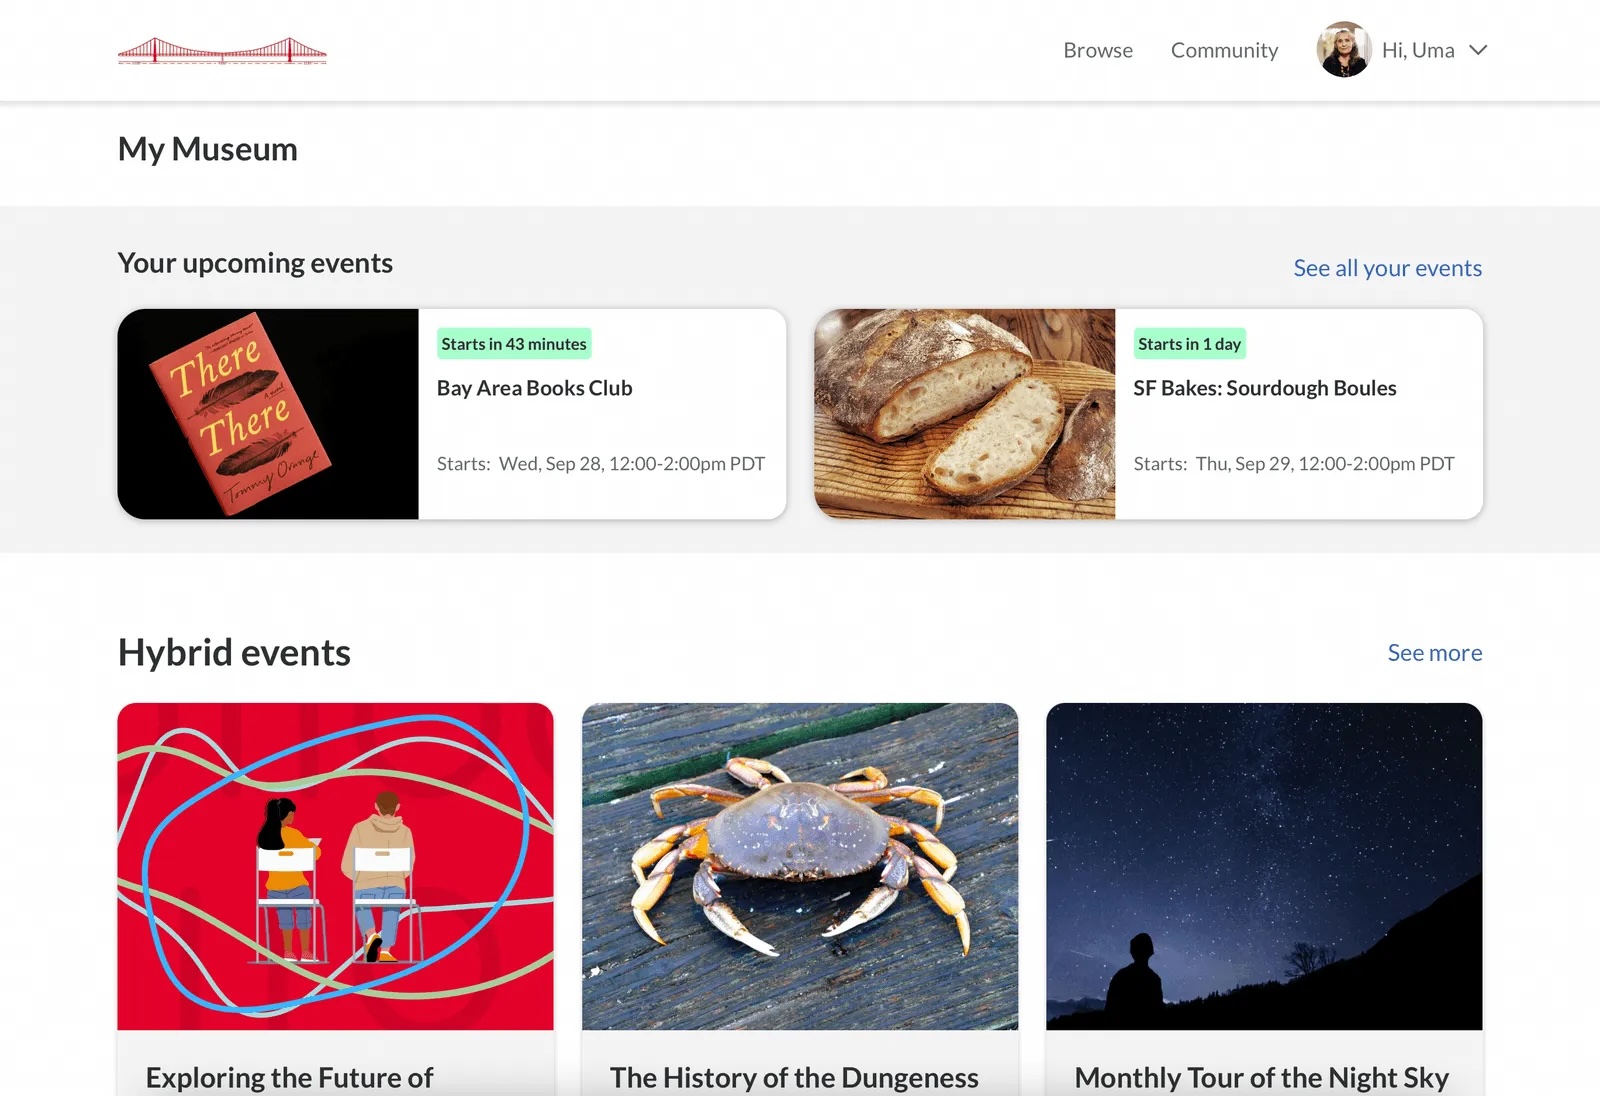 Browse
Community
Hi, Uma
My Museum
Your upcoming events
See all your events
There
There
A novel
Tommy Orange
Starts in 43 minutes
Bay Area Books Club
Starts: Wed, Sep 28, 12:00-2:00pm PDT
Starts in 1 day
SF Bakes: Sourdough Boules
Starts: Thu, Sep 29, 12:00-2:00pm PDT
Hybrid events
See more
Exploring the Future of
The History of the Dungeness
Monthly Tour of the Night Sky